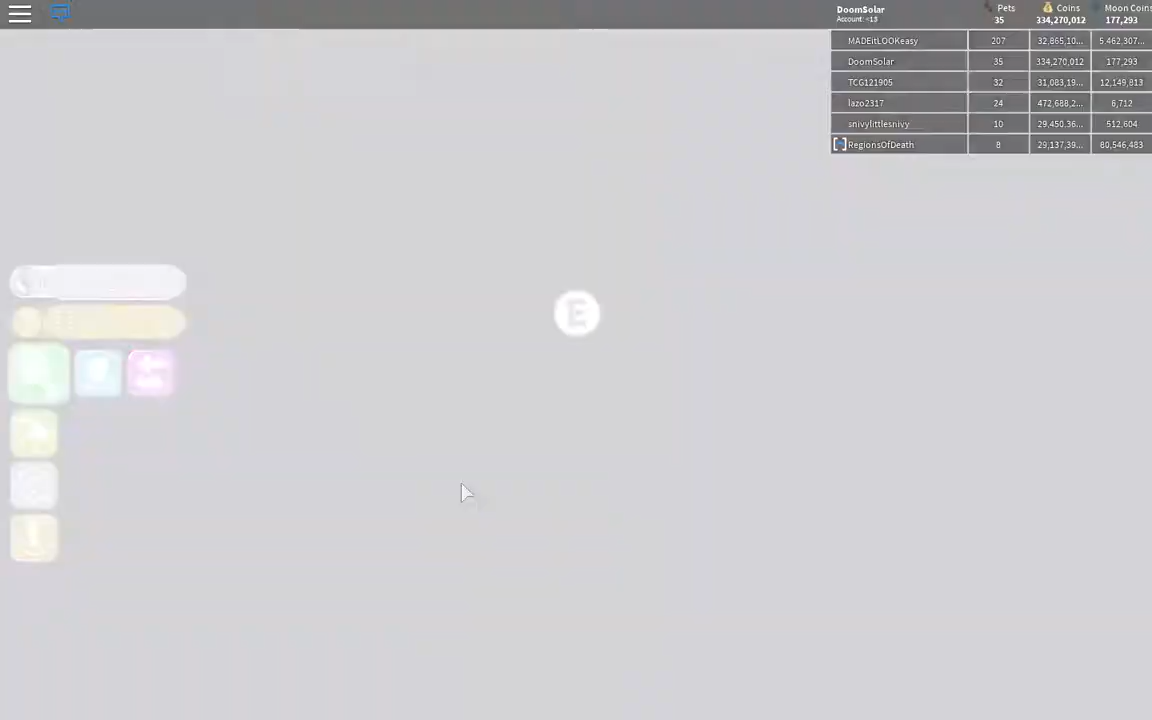 DoomSolar Pets Coins Moon Coins
Account: <13 35 334,270,012 177,293
MADEitLOOKeasy 207 32,865,10... 5,462,307...
DoomSolar 35 334,270,012 177,293
TCG121905 32 31,083,19... 12,149,813
lazo2317 24 472,688,2... 6,712
snivylittlesnivy 10 29,450,36... 512,604
RegionsOfDeath 8 29,137,39... 80,546,483
E